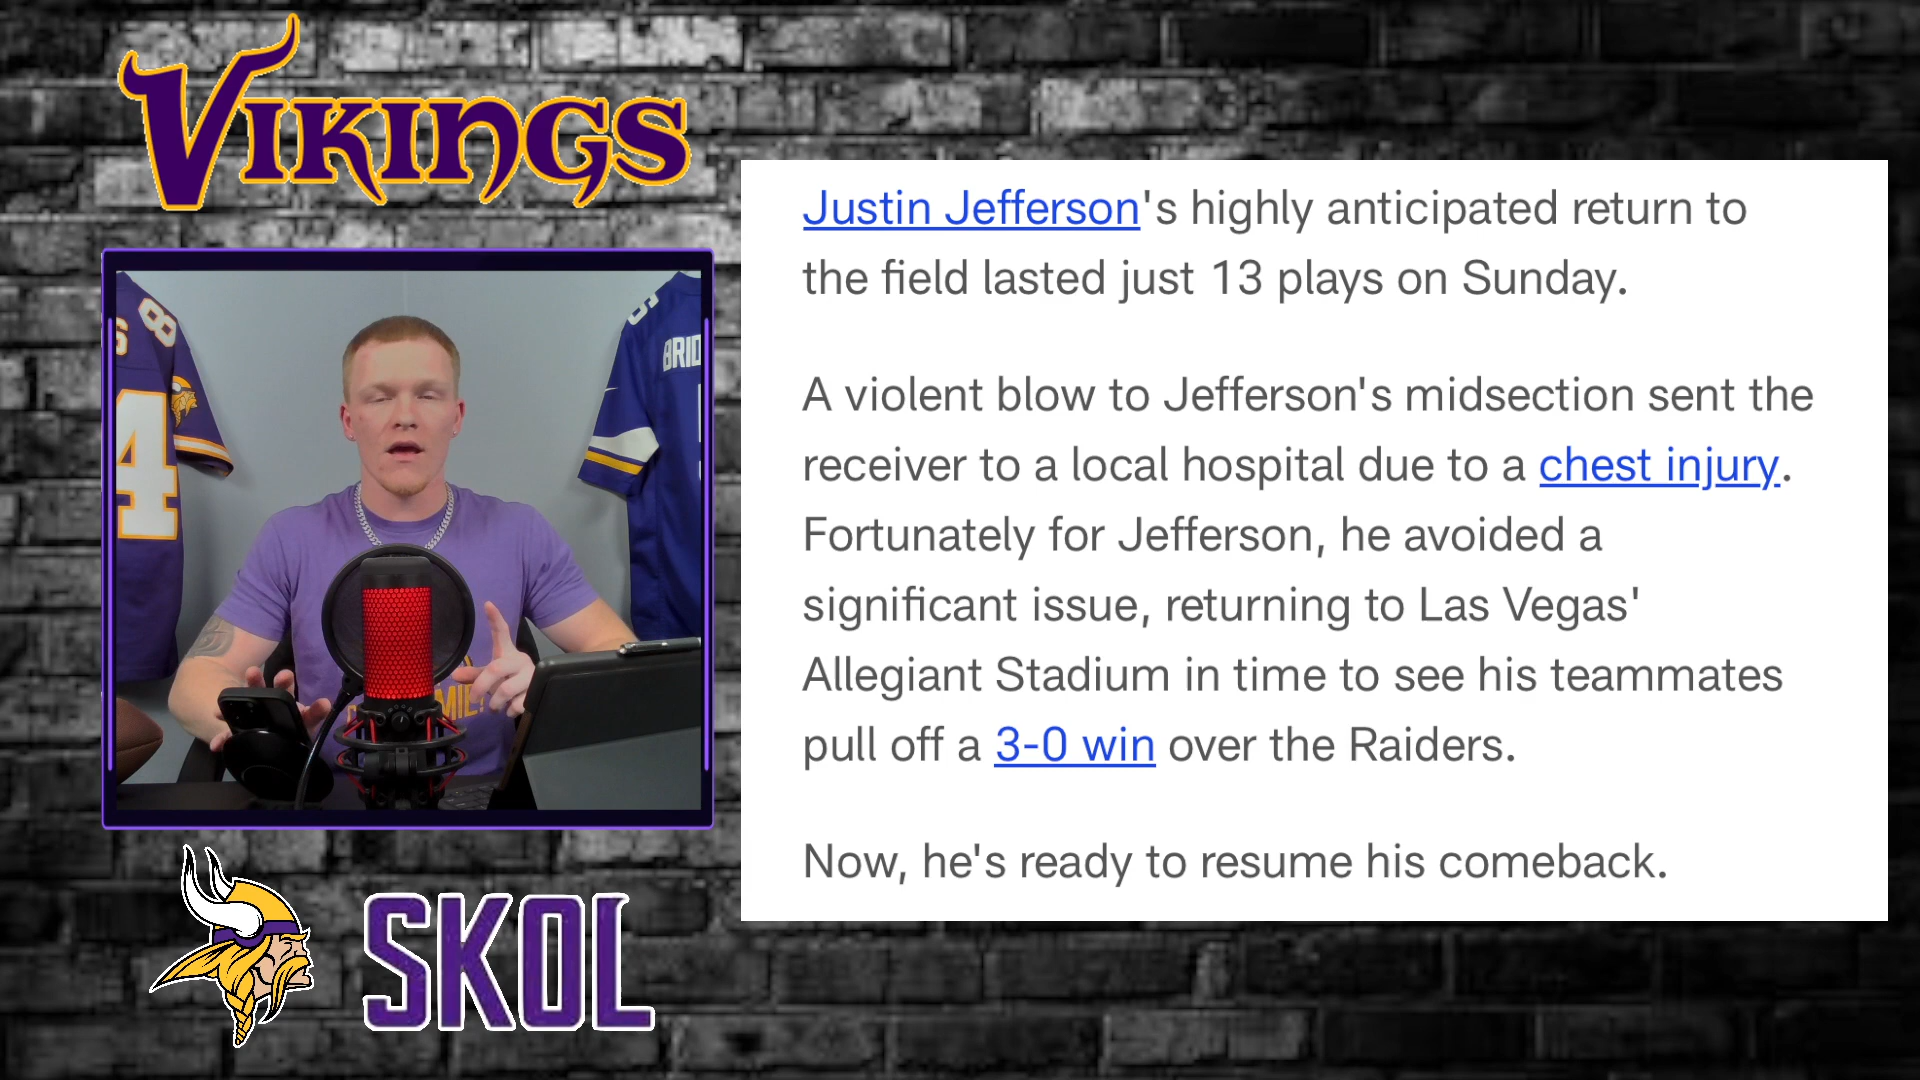 VIKINGS
Justin Jefferson's highly anticipated return to
the field lasted just 13 plays on Sunday.
A violent blow to Jefferson's midsection sent the
receiver to a local hospital due to a chest injury.
Fortunately for Jefferson, he avoided a
significant issue, returning to Las Vegas'
Allegiant Stadium in time to see his teammates
pull off a 3-0 win over the Raiders.
Now, he's ready to resume his comeback.
8
4
BRID
SKOL